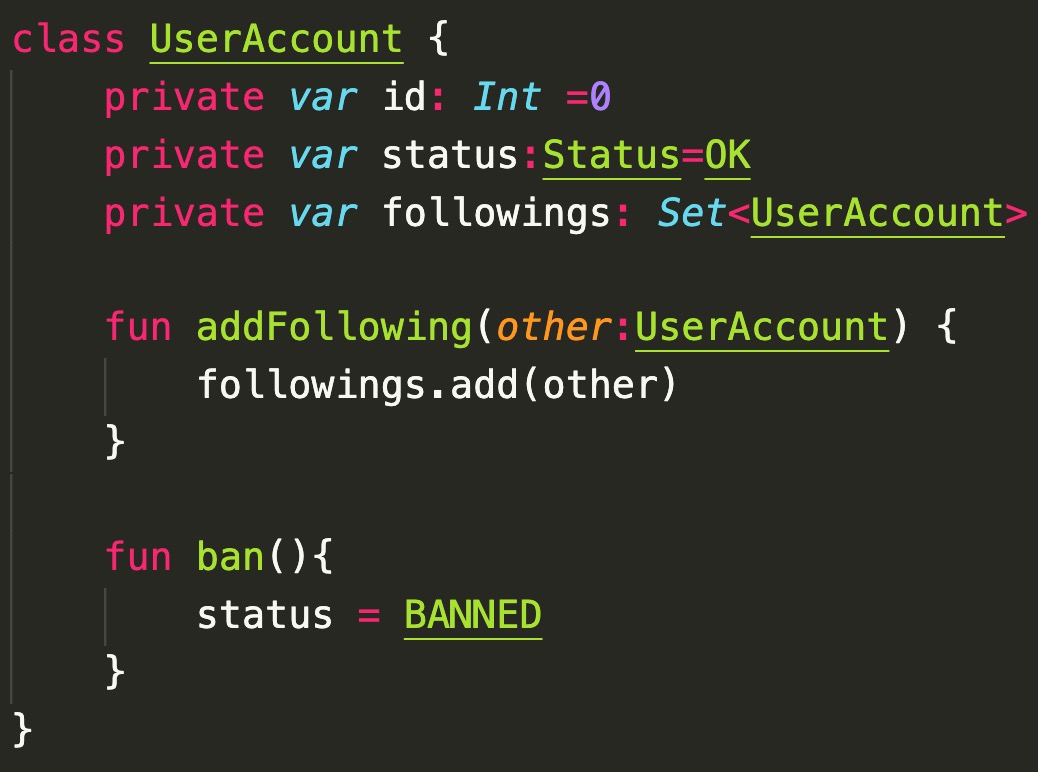 class UserAccount {
    private var id: Int =0
    private var status:Status=OK
    private var followings: Set<UserAccount>

    fun addFollowing(other:UserAccount) {
        followings.add(other)
    }

    fun ban(){
        status = BANNED
    }
}